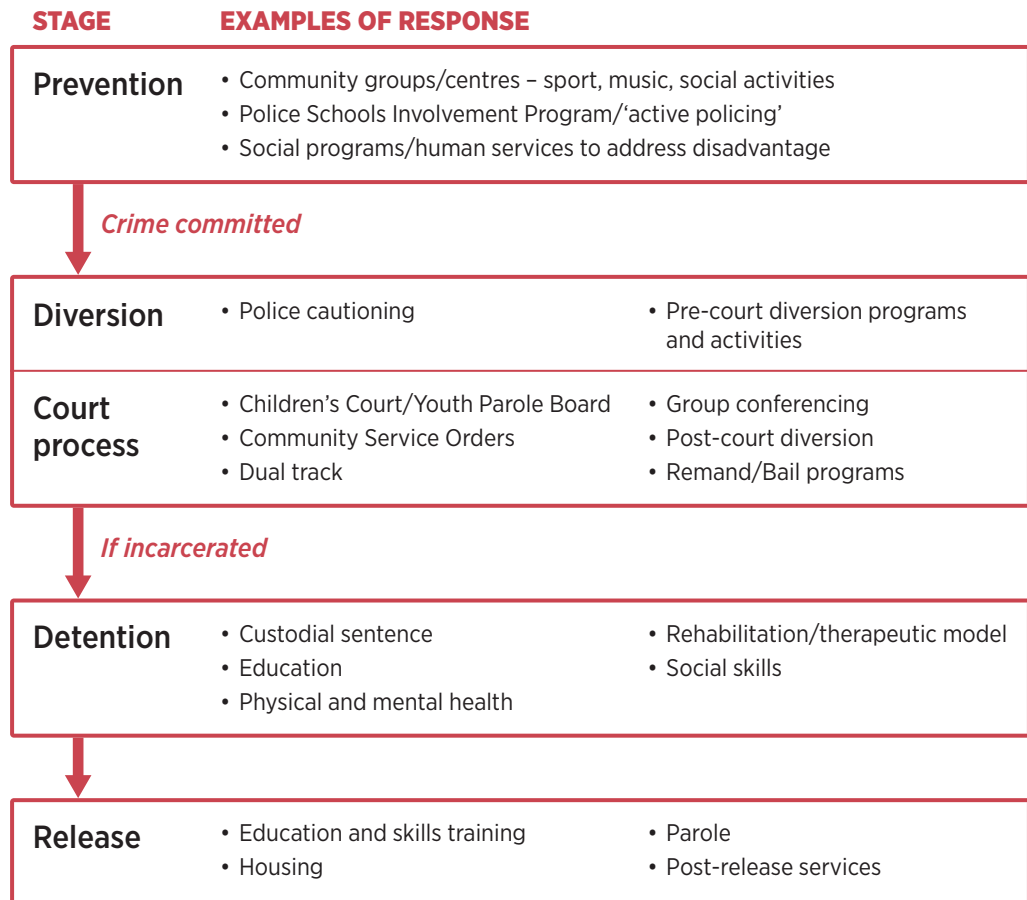 STAGE EXAMPLES OF RESPONSE
Prevention
• Community groups/centres – sport, music, social activities
• Police Schools Involvement Program/‘active policing’
• Social programs/human services to address disadvantage
Crime committed
Diversion
• Police cautioning
• Pre-court diversion programs
and activities
Court
process
• Children’s Court/Youth Parole Board
• Community Service Orders
• Dual track
• Group conferencing
• Post-court diversion
• Remand/Bail programs
If incarcerated
Detention
• Custodial sentence
• Education
• Physical and mental health
• Rehabilitation/therapeutic model
• Social skills
Release
• Education and skills training
• Housing
• Parole
• Post-release services